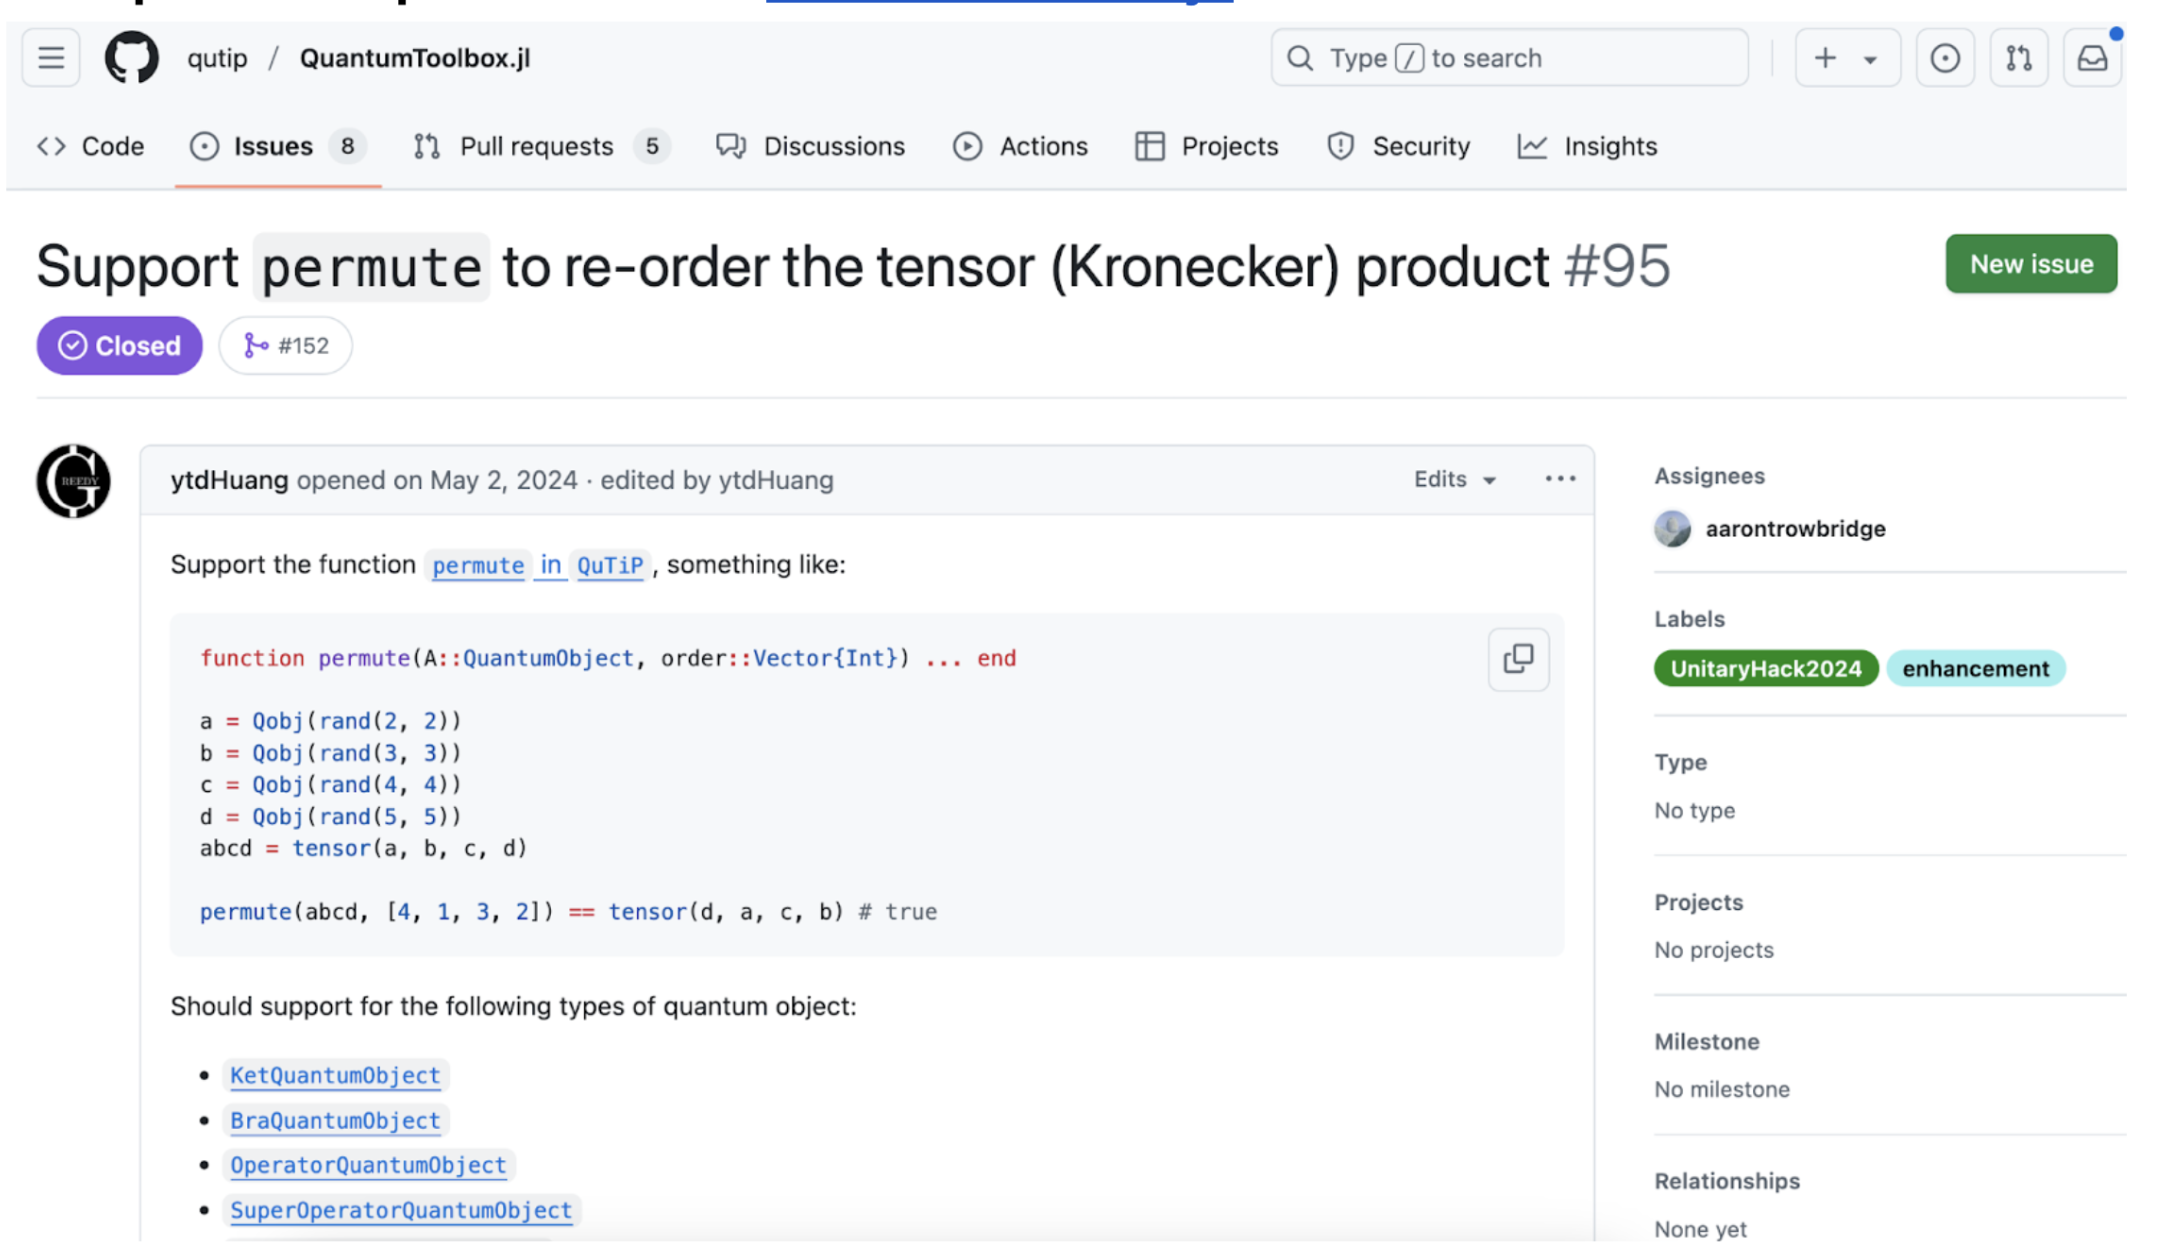 qutip / QuantumToolbox.jl
Type / to search
Code
Issues 8
Pull requests 5
Discussions
Actions
Projects
Security
Insights
Support permute to re-order the tensor (Kronecker) product #95
New issue
Closed
#152
GREEDY
ytdHuang opened on May 2, 2024 · edited by ytdHuang
Edits
Support the function permute in QuTiP , something like:
function permute(A::QuantumObject, order::Vector{Int}) ... end
a = Qobj(rand(2, 2))
b = Qobj(rand(3, 3))
c = Qobj(rand(4, 4))
d = Qobj(rand(5, 5))
abcd = tensor(a, b, c, d)
permute(abcd, [4, 1, 3, 2]) == tensor(d, a, c, b) # true
Should support for the following types of quantum object:
• KetQuantumObject
• BraQuantumObject
• OperatorQuantumObject
• SuperOperatorQuantumObject
Assignees
aarontrowbridge
Labels
UnitaryHack2024 enhancement
Type
No type
Projects
No projects
Milestone
No milestone
Relationships
None yet